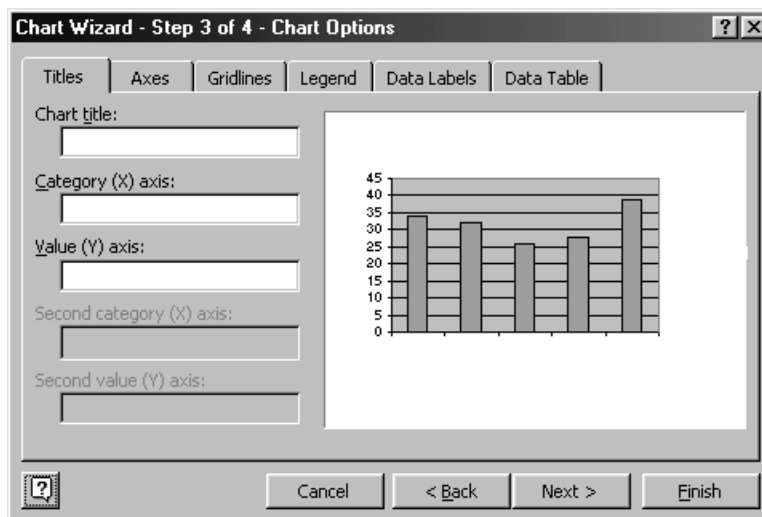 Chart Wizard - Step 3 of 4 - Chart Options
Titles Axes Gridlines Legend Data Labels Data Table
Chart title:
Category (X) axis:
Value (Y) axis:
Second category (X) axis:
Second value (Y) axis:
45
40
35
30
25
20
15
10
5
0
Cancel < Back Next > Finish